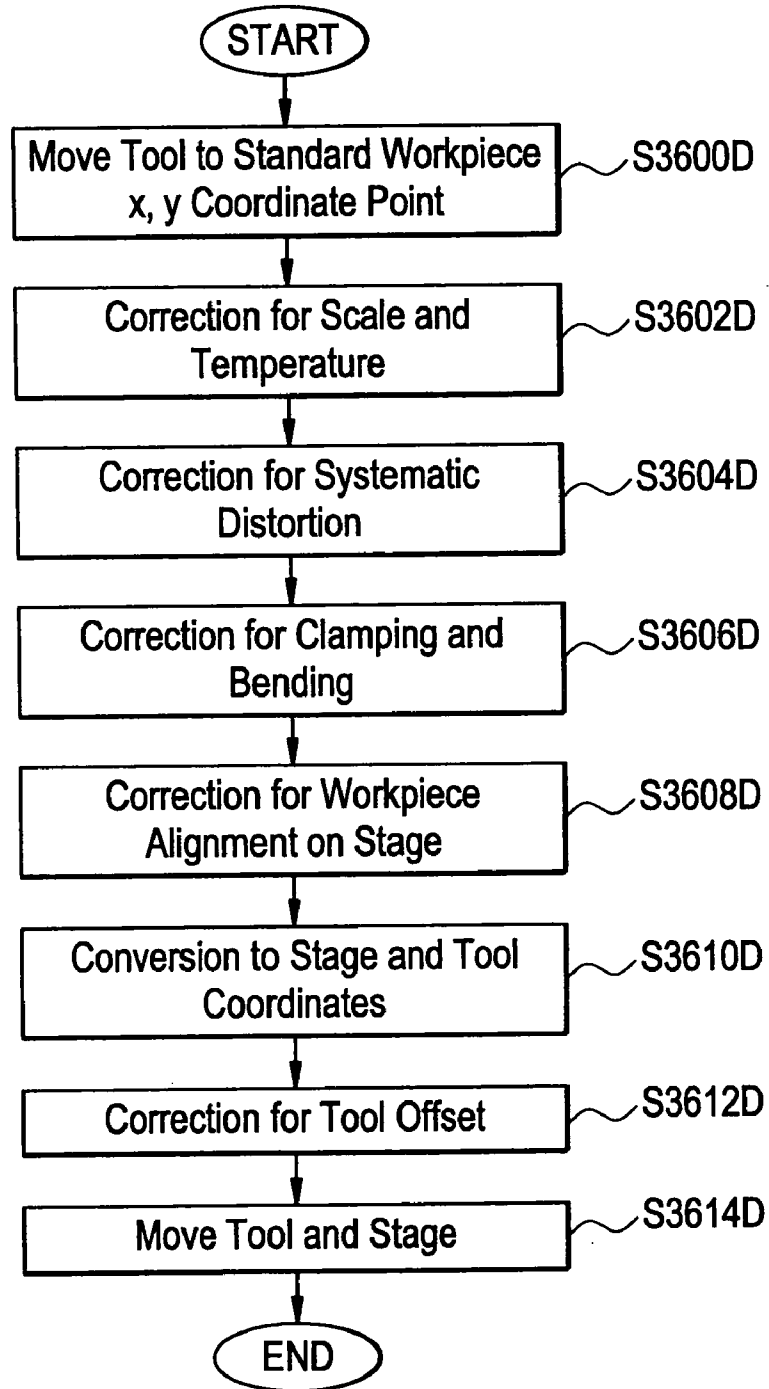 START
Move Tool to Standard Workpiece
x, y Coordinate Point
S3600D
Correction for Scale and
Temperature
S3602D
Correction for Systematic
Distortion
S3604D
Correction for Clamping and
Bending
S3606D
Correction for Workpiece
Alignment on Stage
S3608D
Conversion to Stage and Tool
Coordinates
S3610D
Correction for Tool Offset
S3612D
Move Tool and Stage
S3614D
END